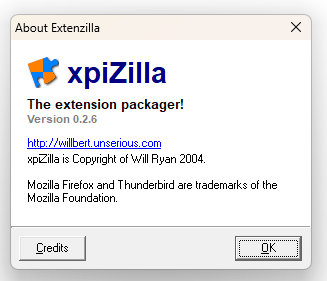 About Extenzilla
xpiZilla
The extension packager!
Version 0.2.6
http://willbert.unserious.com
xpiZilla is Copyright of Will Ryan 2004.
Mozilla Firefox and Thunderbird are trademarks of the
Mozilla Foundation.
Credits
OK